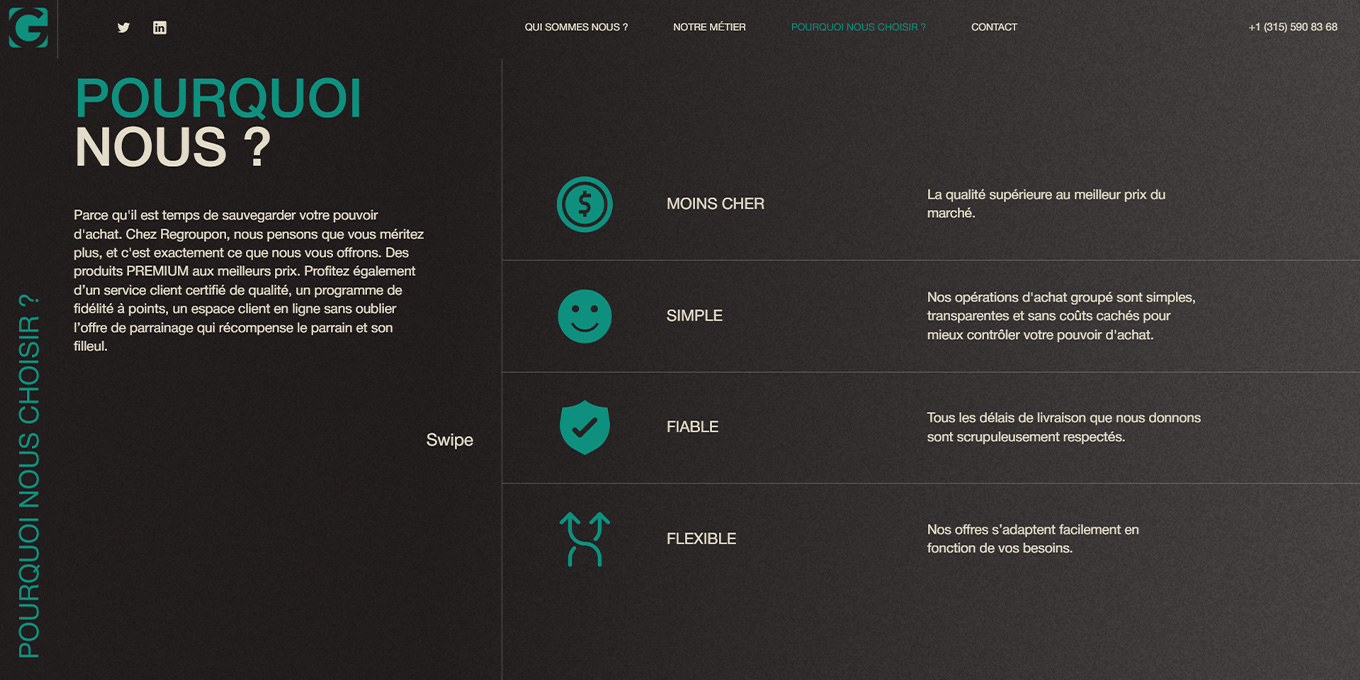 QUI SOMMES NOUS ?
NOTRE MÉTIER
POURQUOI NOUS CHOISIR ?
CONTACT
+1 (315) 590 83 68
POURQUOI NOUS CHOISIR ?
POURQUOI
NOUS ?
Parce qu'il est temps de sauvegarder votre pouvoir
d'achat. Chez Regroupon, nous pensons que vous méritez
plus, et c'est exactement ce que nous vous offrons. Des
produits PREMIUM aux meilleurs prix. Profitez également
d’un service client certifié de qualité, un programme de
fidélité à points, un espace client en ligne sans oublier
l’offre de parrainage qui récompense le parrain et son
filleul.
Swipe
MOINS CHER
La qualité supérieure au meilleur prix du
marché.
SIMPLE
Nos opérations d'achat groupé sont simples,
transparentes et sans coûts cachés pour
mieux contrôler votre pouvoir d'achat.
FIABLE
Tous les délais de livraison que nous donnons
sont scrupuleusement respectés.
FLEXIBLE
Nos offres s’adaptent facilement en
fonction de vos besoins.